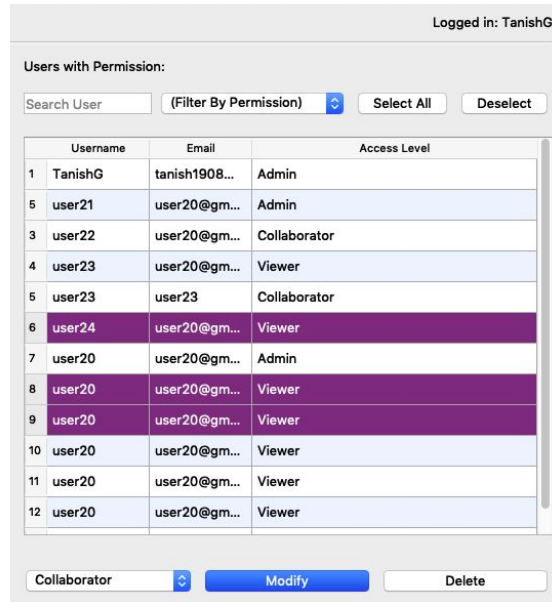 Logged in: TanishG
Users with Permission:
Search User (Filter By Permission) Select All Deselect
Username Email Access Level
1 TanishG tanish1908... Admin
5 user21 user20@gm... Admin
3 user22 user20@gm... Collaborator
4 user23 user20@gm... Viewer
5 user23 user23 Collaborator
6 user24 user20@gm... Viewer
7 user20 user20@gm... Admin
8 user20 user20@gm... Viewer
9 user20 user20@gm... Viewer
10 user20 user20@gm... Viewer
11 user20 user20@gm... Viewer
12 user20 user20@gm... Viewer
Collaborator Modify Delete